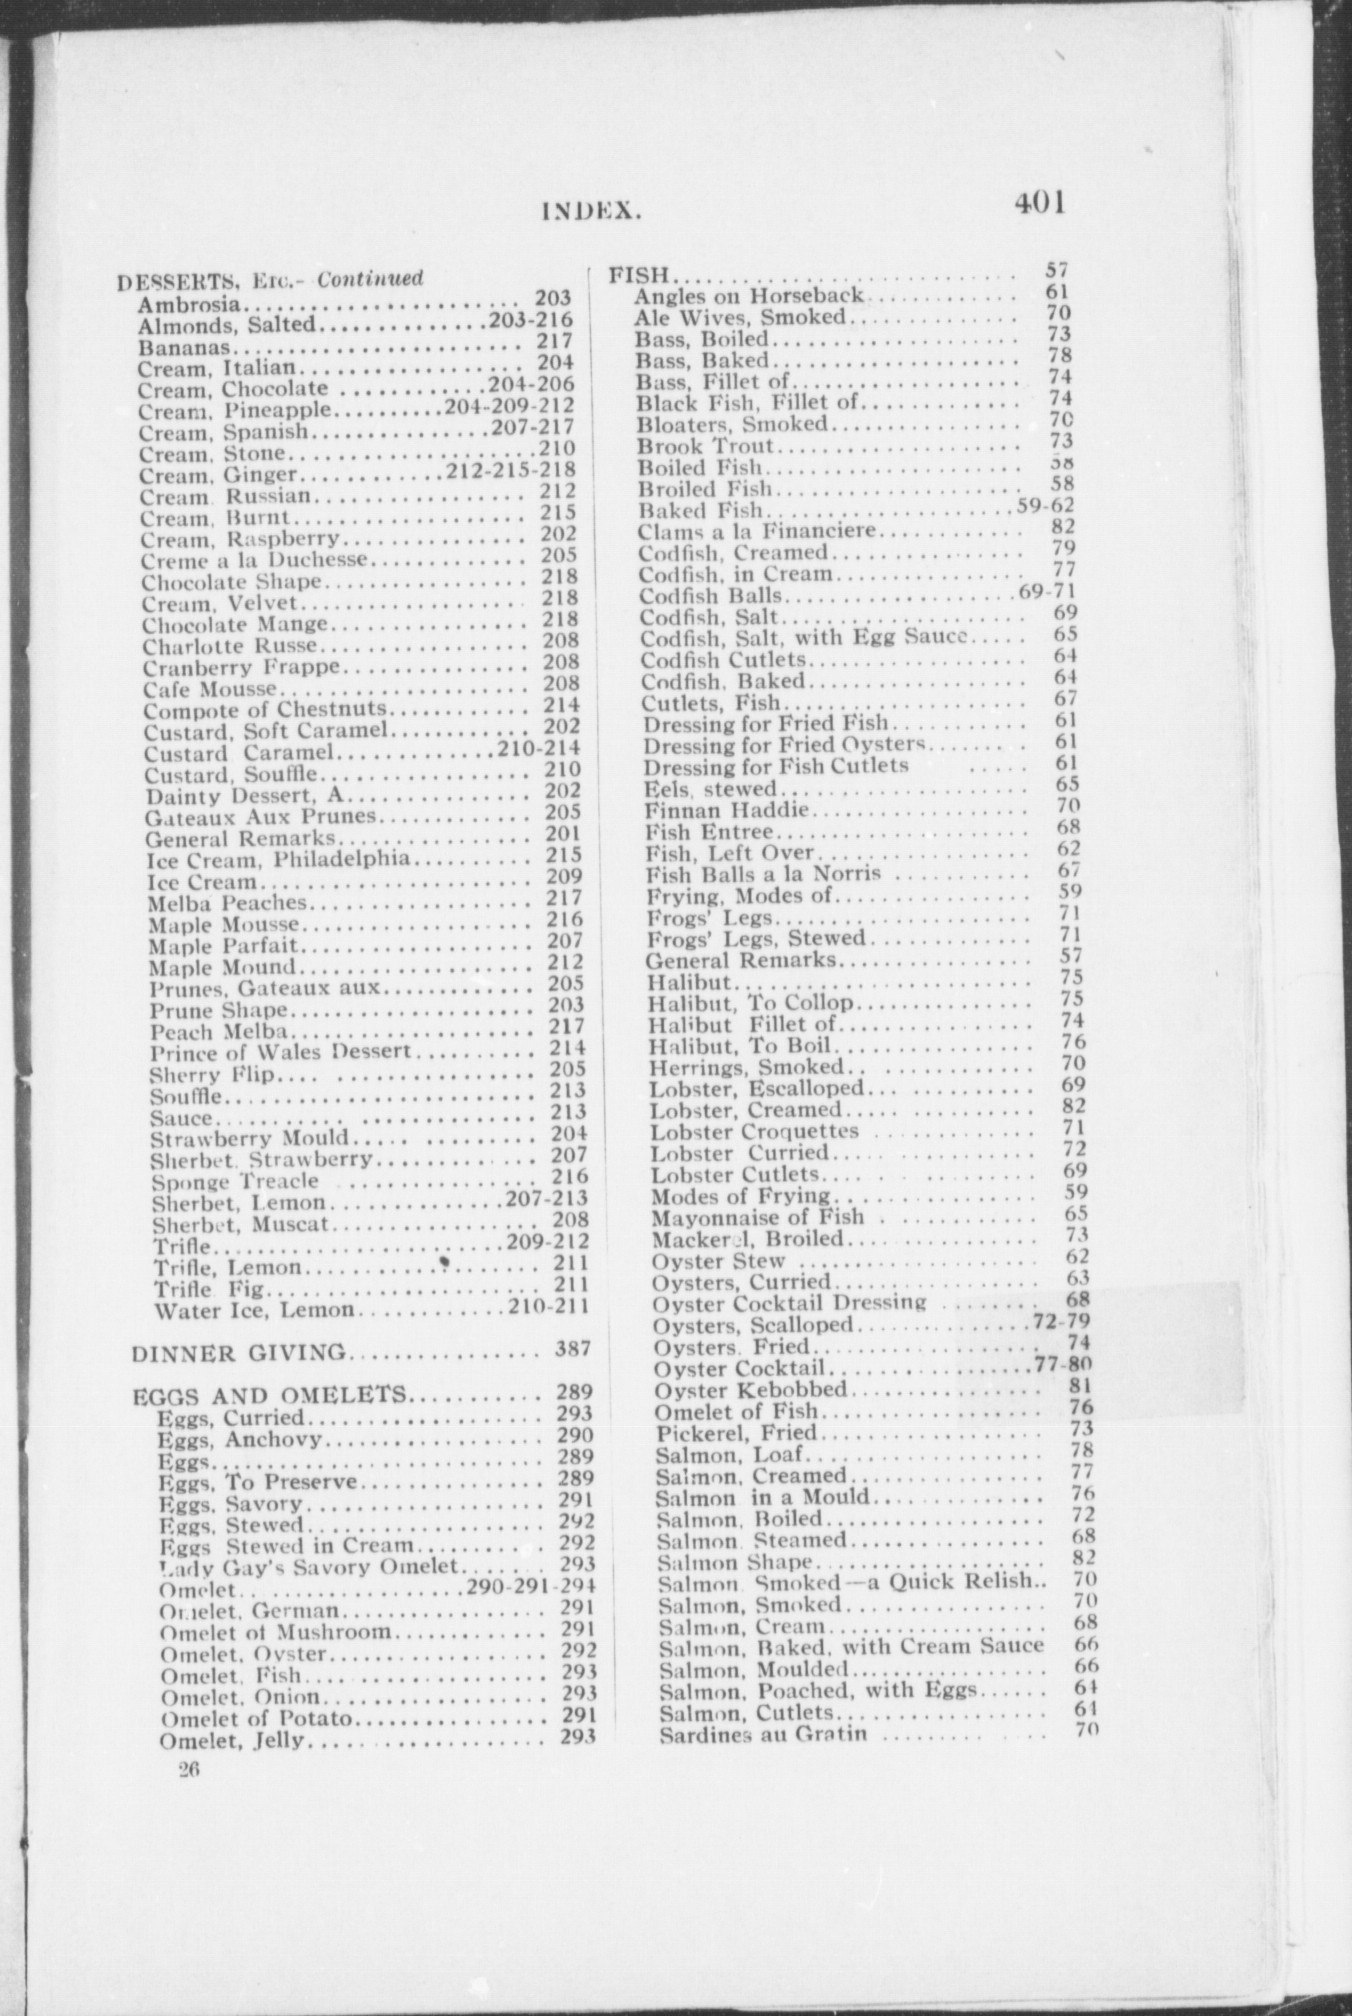 INDEX. 401
DESSERTS, Etc.- Continued
Ambrosia........................ 203
Almonds, Salted...............203-216
Bananas.......................... 217
Cream, Italian.................... 204
Cream, Chocolate .............204-206
Cream, Pineapple..........204-209-212
Cream, Spanish................207-217
Cream, Stone......................210
Cream, Ginger.............212-215-218
Cream Russian................... 212
Cream, Burnt.................... 215
Cream, Raspberry................ 202
Creme a la Duchesse.............. 205
Chocolate Shape.................. 218
Cream, Velvet.................... 218
Chocolate Mange................. 218
Charlotte Russe.................. 208
Cranberry Frappe................ 208
Cafe Mousse...................... 208
Compote of Chestnuts............ 214
Custard, Soft Caramel............ 202
Custard Caramel..............210-214
Custard, Souffle.................. 210
Dainty Dessert, A................ 202
Gateaux Aux Prunes............. 205
General Remarks................. 201
Ice Cream, Philadelphia.......... 215
Ice Cream........................ 209
Melba Peaches................... 217
Maple Mousse.................... 216
Maple Parfait.................... 207
Maple Mound.................... 212
Prunes, Gateaux aux............. 205
Prune Shape..................... 203
Peach Melba..................... 217
Prince of Wales Dessert.......... 214
Sherry Flip.... ................. 205
Souffle........................... 213
Sauce........... ............... 213
Strawberry Mould..... .......... 204
Sherbet. Strawberry.............. 207
Sponge Treacle ................. 216
Sherbet, Lemon...............207-213
Sherbet, Muscat.................. 208
Trifle..........................209-212
Trifle, Lemon..................... 211
Trifle Fig........................ 211
Water Ice, Lemon.............210-211
DINNER GIVING................ 387
EGGS AND OMELETS........... 289
Eggs, Curried.................... 293
Eggs, Anchovy................... 290
Eggs............................. 289
Eggs, To Preserve................ 289
Eggs, Savory..................... 291
Eggs, Stewed..................... 292
Eggs Stewed in Cream........... 292
Lady Gay's Savory Omelet....... 293
Omelet.. .................290-291-294
Omelet, German................. 291
Omelet of Mushroom............. 291
Omelet, Oyster................... 292
Omelet, Fish..................... 293
Omelet, Onion................... 293
Omelet of Potato................. 291
Omelet, Jelly..................... 293
26
FISH.............................. 57
Angles on Horseback............. 61
Ale Wives, Smoked............... 70
Bass, Boiled...................... 73
Bass, Baked...................... 78
Bass, Fillet of.................... 74
Black Fish, Fillet of.............. 74
Bloaters, Smoked................. 70
Brook Trout...................... 73
Boiled Fish....................... 58
Broiled Fish...................... 58
Baked Fish......................59-62
Clams a la Financiere............. 82
Codfish, Creamed................. 79
Codfish, in Cream................ 77
Codfish Balls....................69-71
Codfish, Salt...................... 69
Codfish, Salt, with Egg Sauce..... 65
Codfish Cutlets................... 64
Codfish, Baked................... 64
Cutlets, Fish...................... 67
Dressing for Fried Fish............ 61
Dressing for Fried Oysters......... 61
Dressing for Fish Cutlets ..... 61
Eels, stewed...................... 65
Finnan Haddie................... 70
Fish Entree....................... 68
Fish, Left Over................... 62
Fish Balls a la Norris ............ 67
Frying, Modes of................. 59
Frogs' Legs....................... 71
Frogs' Legs, Stewed.............. 71
General Remarks................. 57
Halibut.......................... 75
Halibut, To Collop............... 75
Halibut Fillet of................. 74
Halibut, To Boil................. 76
Herrings, Smoked.. ............. 70
Lobster, Escalloped... .......... 69
Lobster, Creamed..... .......... 82
Lobster Croquettes .............. 71
Lobster Curried..... ............ 72
Lobster Cutlets.... . .......... 69
Modes of Frying.................. 59
Mayonnaise of Fish . ............ 65
Mackerel, Broiled................. 73
Oyster Stew ..................... 62
Oysters, Curried.................. 63
Oyster Cocktail Dressing ........ 68
Oysters, Scalloped...............72-79
Oysters. Fried.................... 74
Oyster Cocktail..................77-80
Oyster Kebobbed................. 81
Omelet of Fish................... 76
Pickerel, Fried.................... 73
Salmon, Loaf..................... 78
Salmon, Creamed................. 77
Salmon in a Mould............... 76
Salmon, Boiled................... 72
Salmon Steamed................. 68
Salmon Shape.................... 82
Salmon Smoked—a Quick Relish.. 70
Salmon, Smoked.................. 70
Salmon, Cream................... 68
Salmon, Baked, with Cream Sauce 66
Salmon, Moulded................. 66
Salmon, Poached, with Eggs...... 64
Salmon, Cutlets................... 64
Sardines au Gratin ......... ... 70